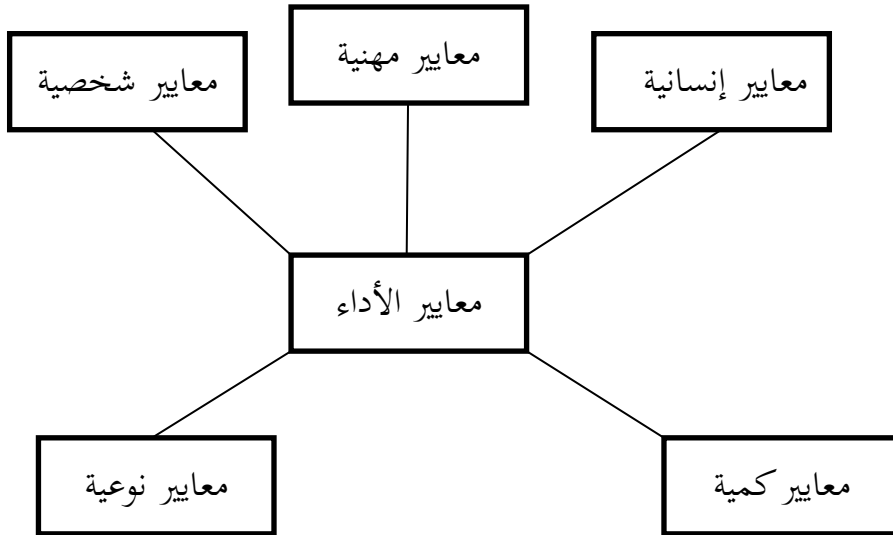 معايير مهنية
معايير إنسانية
معايير شخصية
معايير الأداء
معايير كمية
معايير نوعية